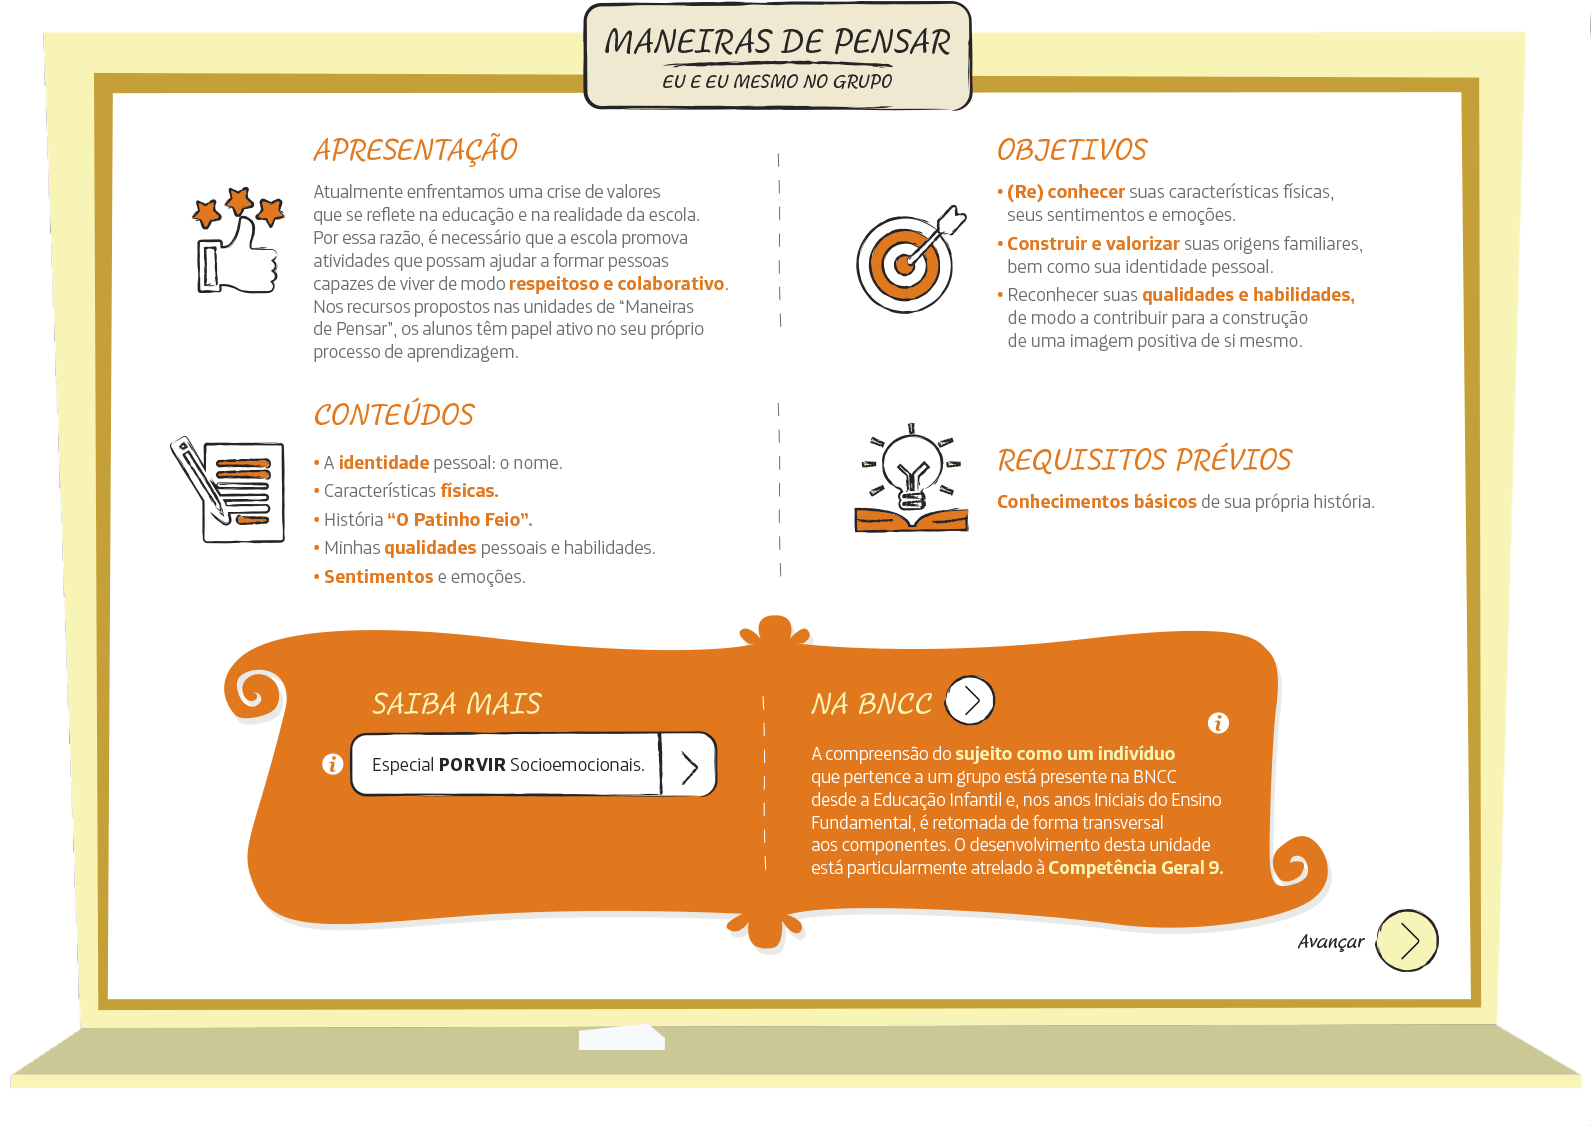 MANEIRAS DE PENSAR
EU E EU MESMO NO GRUPO
APRESENTAÇÃO
Atualmente enfrentamos uma crise de valores
que se reflete na educação e na realidade da escola.
Por essa razão, é necessário que a escola promova
atividades que possam ajudar a formar pessoas
capazes de viver de modo respeitoso e colaborativo.
Nos recursos propostos nas unidades de “Maneiras
de Pensar”, os alunos têm papel ativo no seu próprio
processo de aprendizagem.
OBJETIVOS
• (Re) conhecer suas características físicas,
seus sentimentos e emoções.
• Construir e valorizar suas origens familiares,
bem como sua identidade pessoal.
• Reconhecer suas qualidades e habilidades,
de modo a contribuir para a construção
de uma imagem positiva de si mesmo.
CONTEÚDOS
• A identidade pessoal: o nome.
• Características físicas.
• História “O Patinho Feio”.
• Minhas qualidades pessoais e habilidades.
• Sentimentos e emoções.
REQUISITOS PRÉVIOS
Conhecimentos básicos de sua própria história.
SAIBA MAIS
i Especial PORVIR Socioemocionais.
NA BNCC
i
A compreensão do sujeito como um indivíduo
que pertence a um grupo está presente na BNCC
desde a Educação Infantil e, nos anos Iniciais do Ensino
Fundamental, é retomada de forma transversal
aos componentes. O desenvolvimento desta unidade
está particularmente atrelado à Competência Geral 9.
Avançar